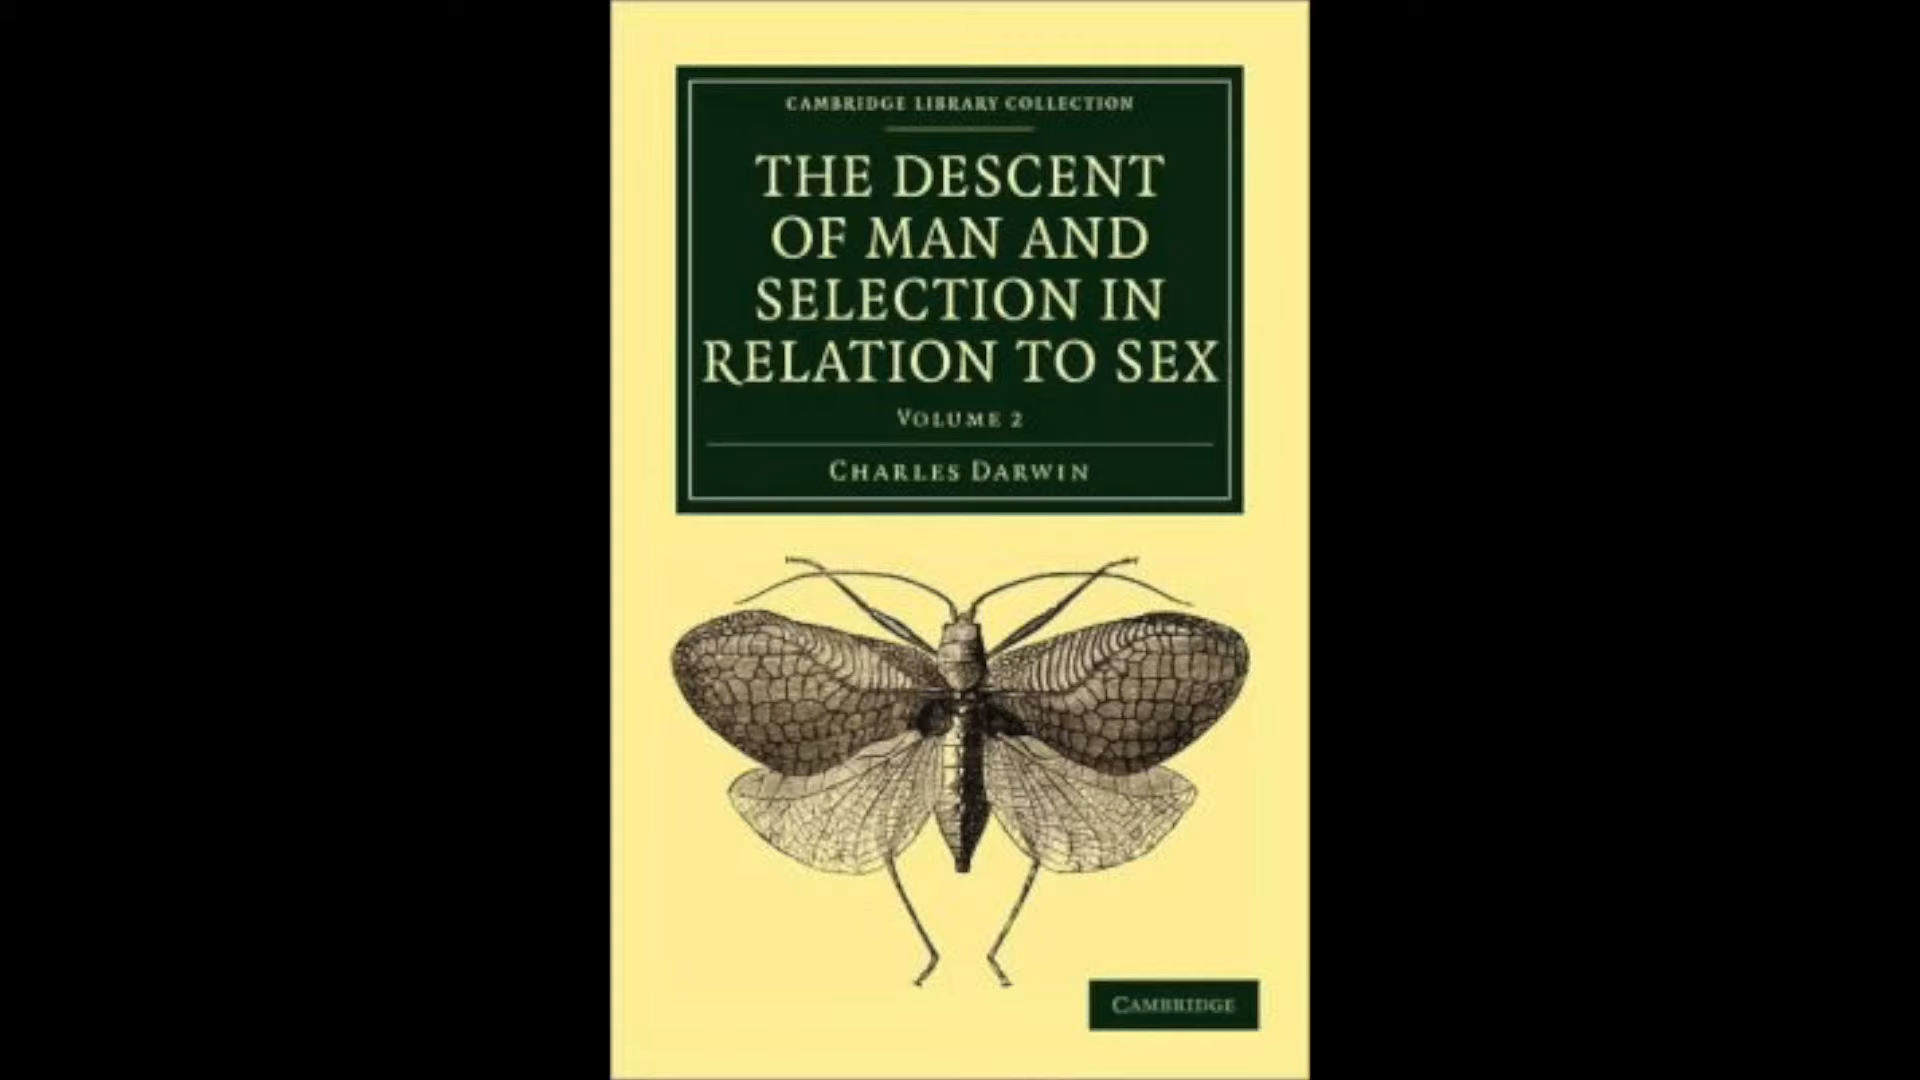 CAMBRIDGE LIBRARY COLLECTION
THE DESCENT
OF MAN AND
SELECTION IN
RELATION TO SEX
VOLUME 2
CHARLES DARWIN
CAMBRIDGE